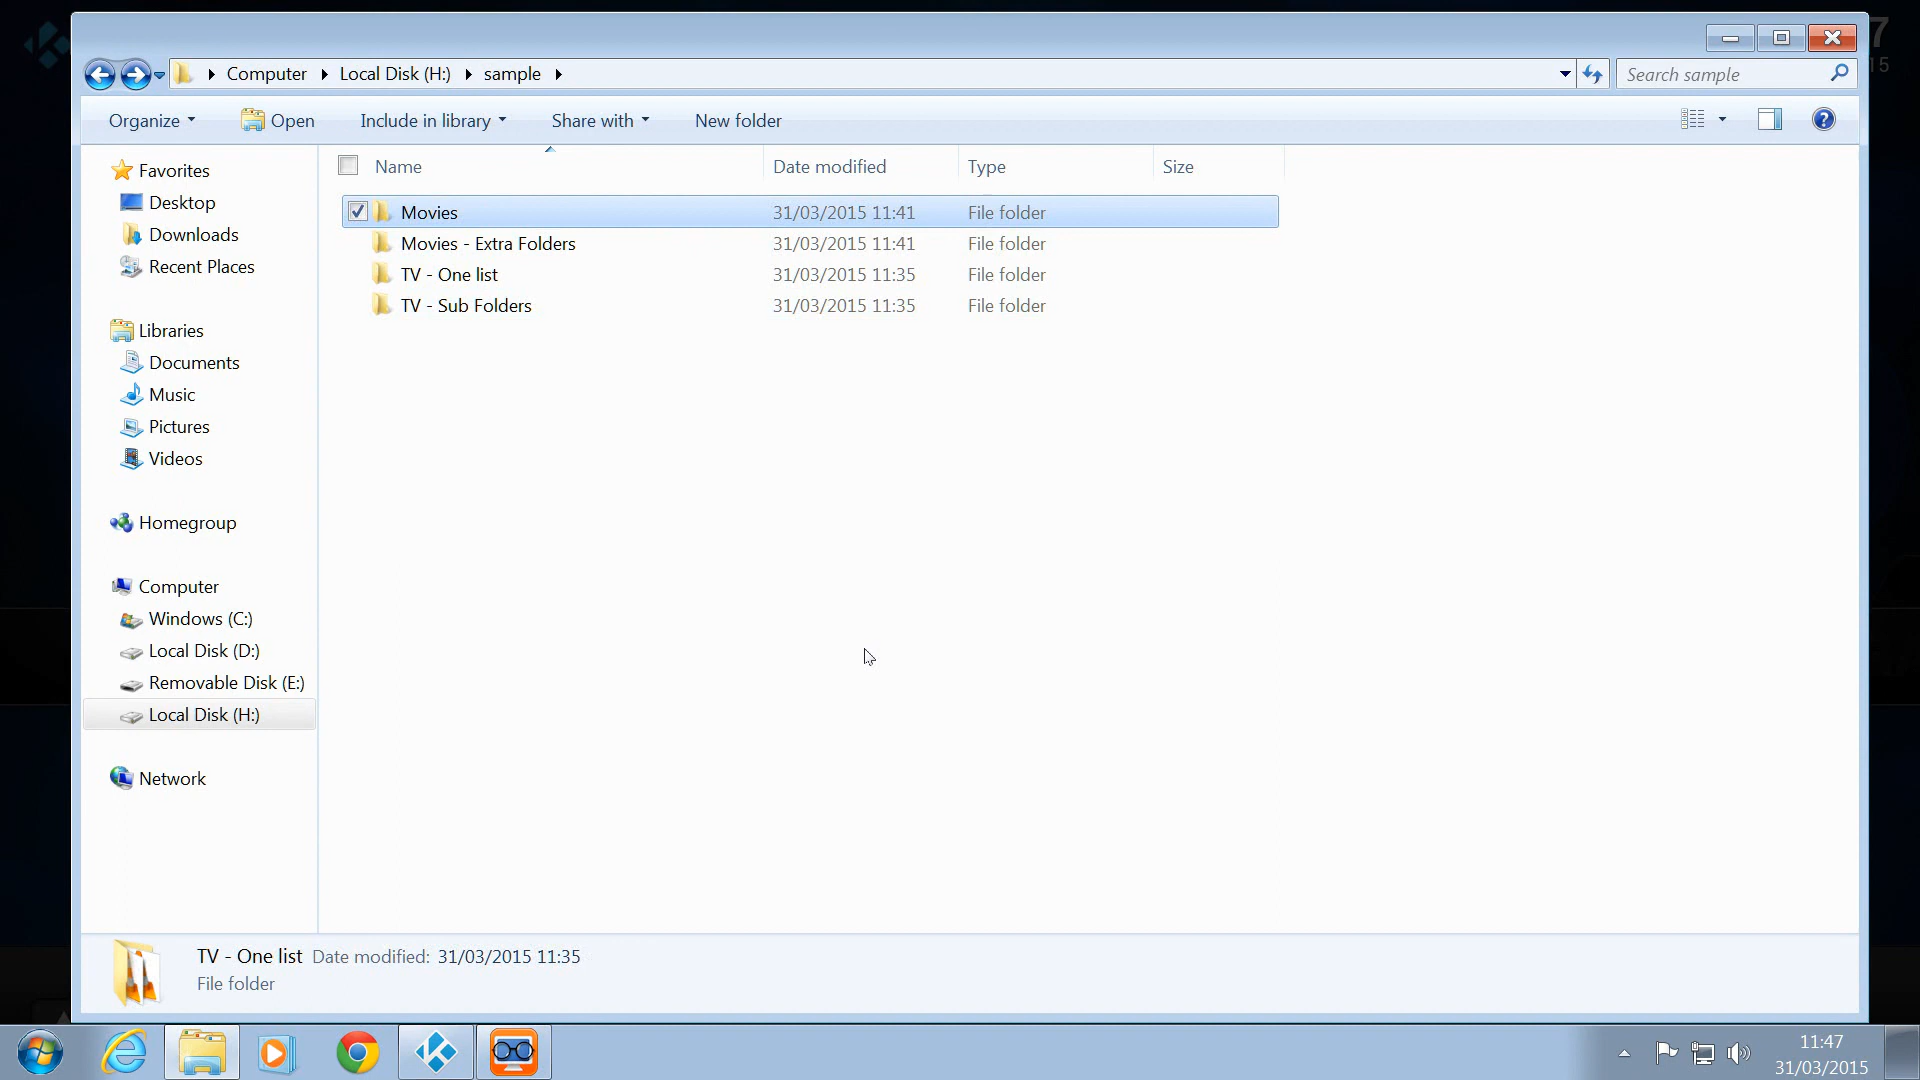 7
15
Computer Local Disk (H:) sample
Search sample
Organize Open Include in library Share with New folder
Name Date modified Type Size
Movies 31/03/2015 11:41 File folder
Movies - Extra Folders 31/03/2015 11:41 File folder
TV - One list 31/03/2015 11:35 File folder
TV - Sub Folders 31/03/2015 11:35 File folder
Favorites
Desktop
Downloads
Recent Places
Libraries
Documents
Music
Pictures
Videos
Homegroup
Computer
Windows (C:)
Local Disk (D:)
Removable Disk (E:)
Local Disk (H:)
Network
TV - One list Date modified: 31/03/2015 11:35
File folder
11:47
31/03/2015